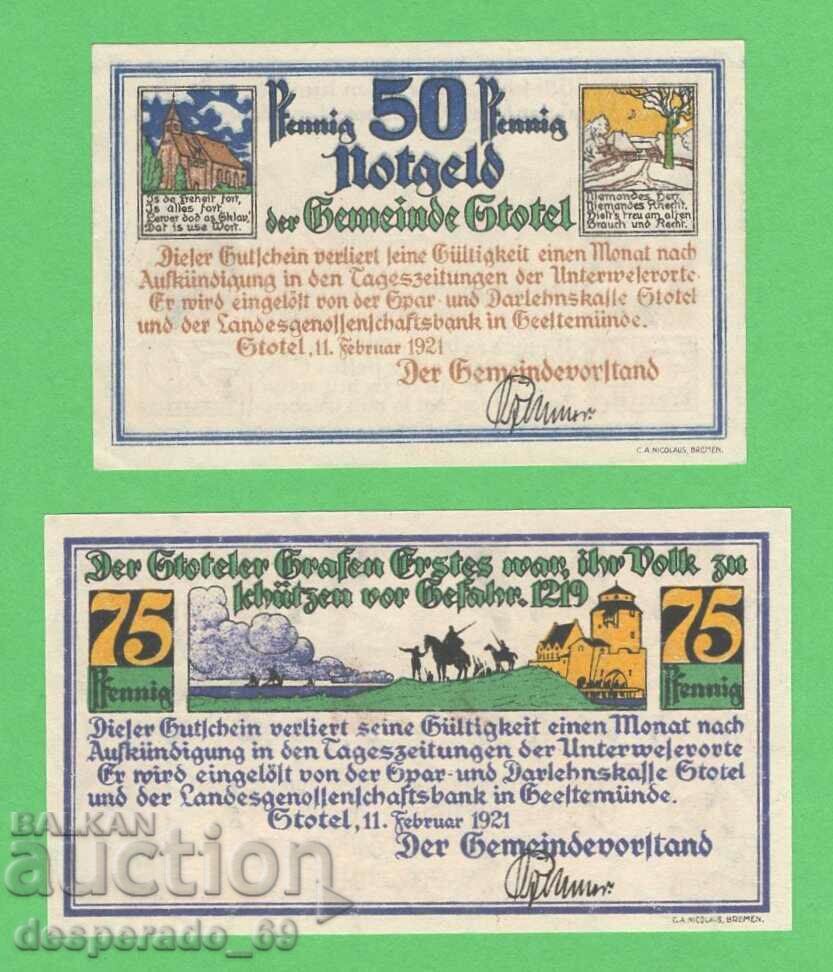 Pfennig 50 Pfennig
Notgeld
der Gemeinde Stotel
Is de Freiheit fort,
Is alles fort,
Lerver dod as Sklav,
Dat is use Wort.
Niemandes Herr,
Niemandes Knecht,
Hielt's treu am alten
Brauch und Recht.
Dieser Gutschein verliert seine Gültigkeit einen Monat nach
Aufkündigung in den Tageszeitungen der Unterweserorte.
Er wird eingelöst von der Spar- und Darlehnskasse Stotel
und der Landesgenossenschaftsbank in Geestemünde.
Stotel, 11. Februar 1921
Der Gemeindevorstand
C.A. NICOLAUS, BREMEN.
Der Stoteler Grafen Erstes war, ihr Volk zu
schützen vor Gefahr. 1219
75
Pfennig
75
Pfennig
Dieser Gutschein verliert seine Gültigkeit einen Monat nach
Aufkündigung in den Tageszeitungen der Unterweserorte
Er wird eingelöst von der Spar- und Darlehnskasse Stotel
und der Landesgenossenschaftsbank in Geestemünde.
Stotel, 11. Februar 1921
Der Gemeindevorstand
C.A. NICOLAUS, BREMEN.
BALKAN
auction
desperado_69